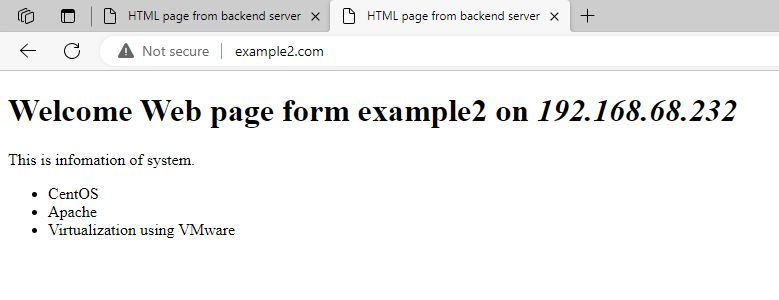 HTML page from backend server
HTML page from backend server
Not secure
example2.com
Welcome Web page form example2 on 192.168.68.232
This is infomation of system.
CentOS
Apache
Virtualization using VMware